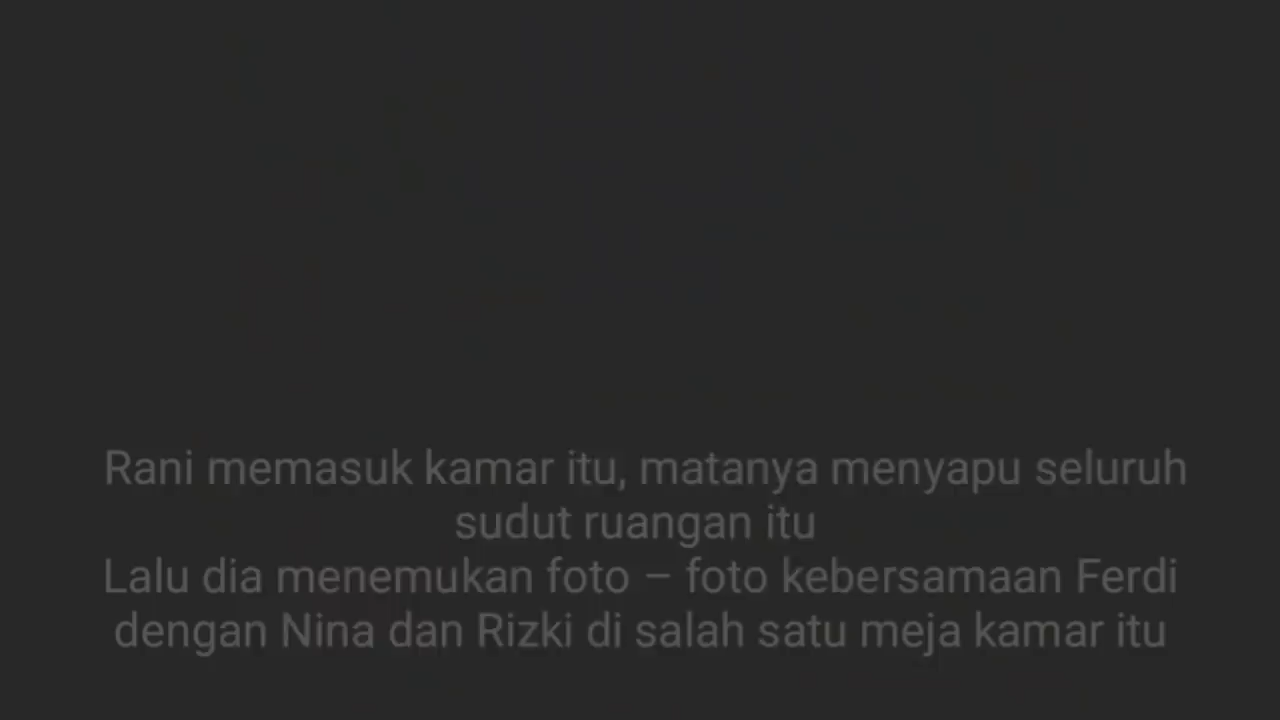 Rani memasuk kamar itu, matanya menyapu seluruh
sudut ruangan itu
Lalu dia menemukan foto – foto kebersamaan Ferdi
dengan Nina dan Rizki di salah satu meja kamar itu